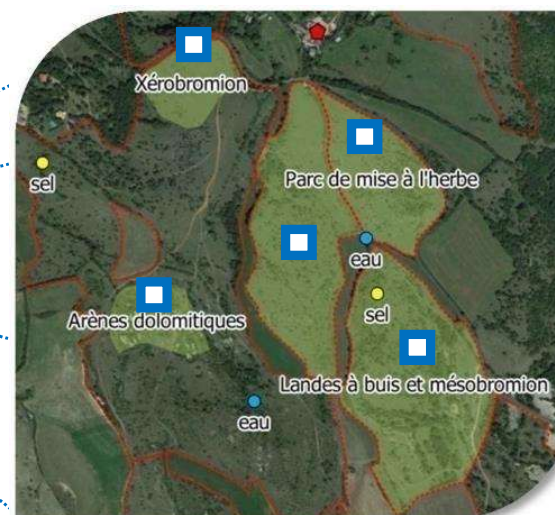 Xérobromion
sel
Parc de mise à l'herbe
eau
sel
Arènes dolomitiques
Landes à buis et mésobromion
eau